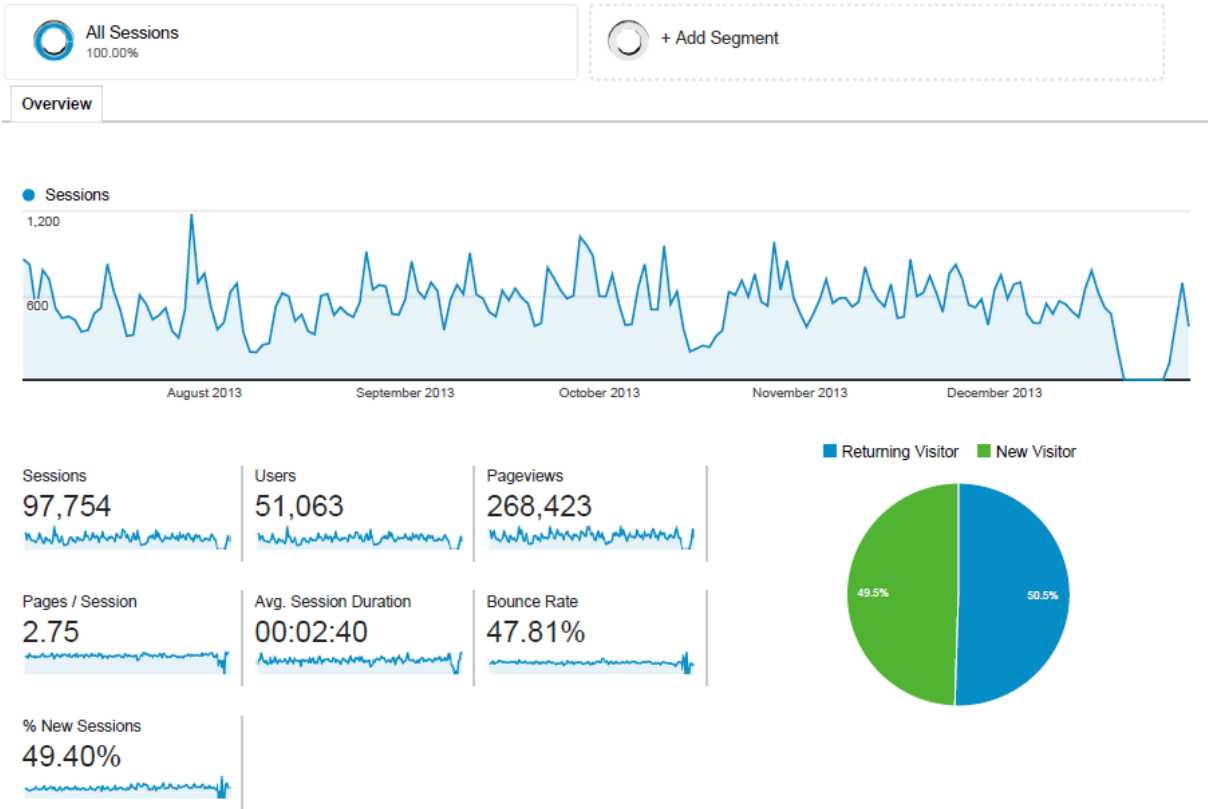 All Sessions
100.00%
+ Add Segment
Overview
Sessions
1,200
600
August 2013
September 2013
October 2013
November 2013
December 2013
Returning Visitor
New Visitor
Sessions
97,754
Users
51,063
Pageviews
268,423
Pages / Session
2.75
Avg. Session Duration
00:02:40
Bounce Rate
47.81%
% New Sessions
49.40%
49.5%
50.5%